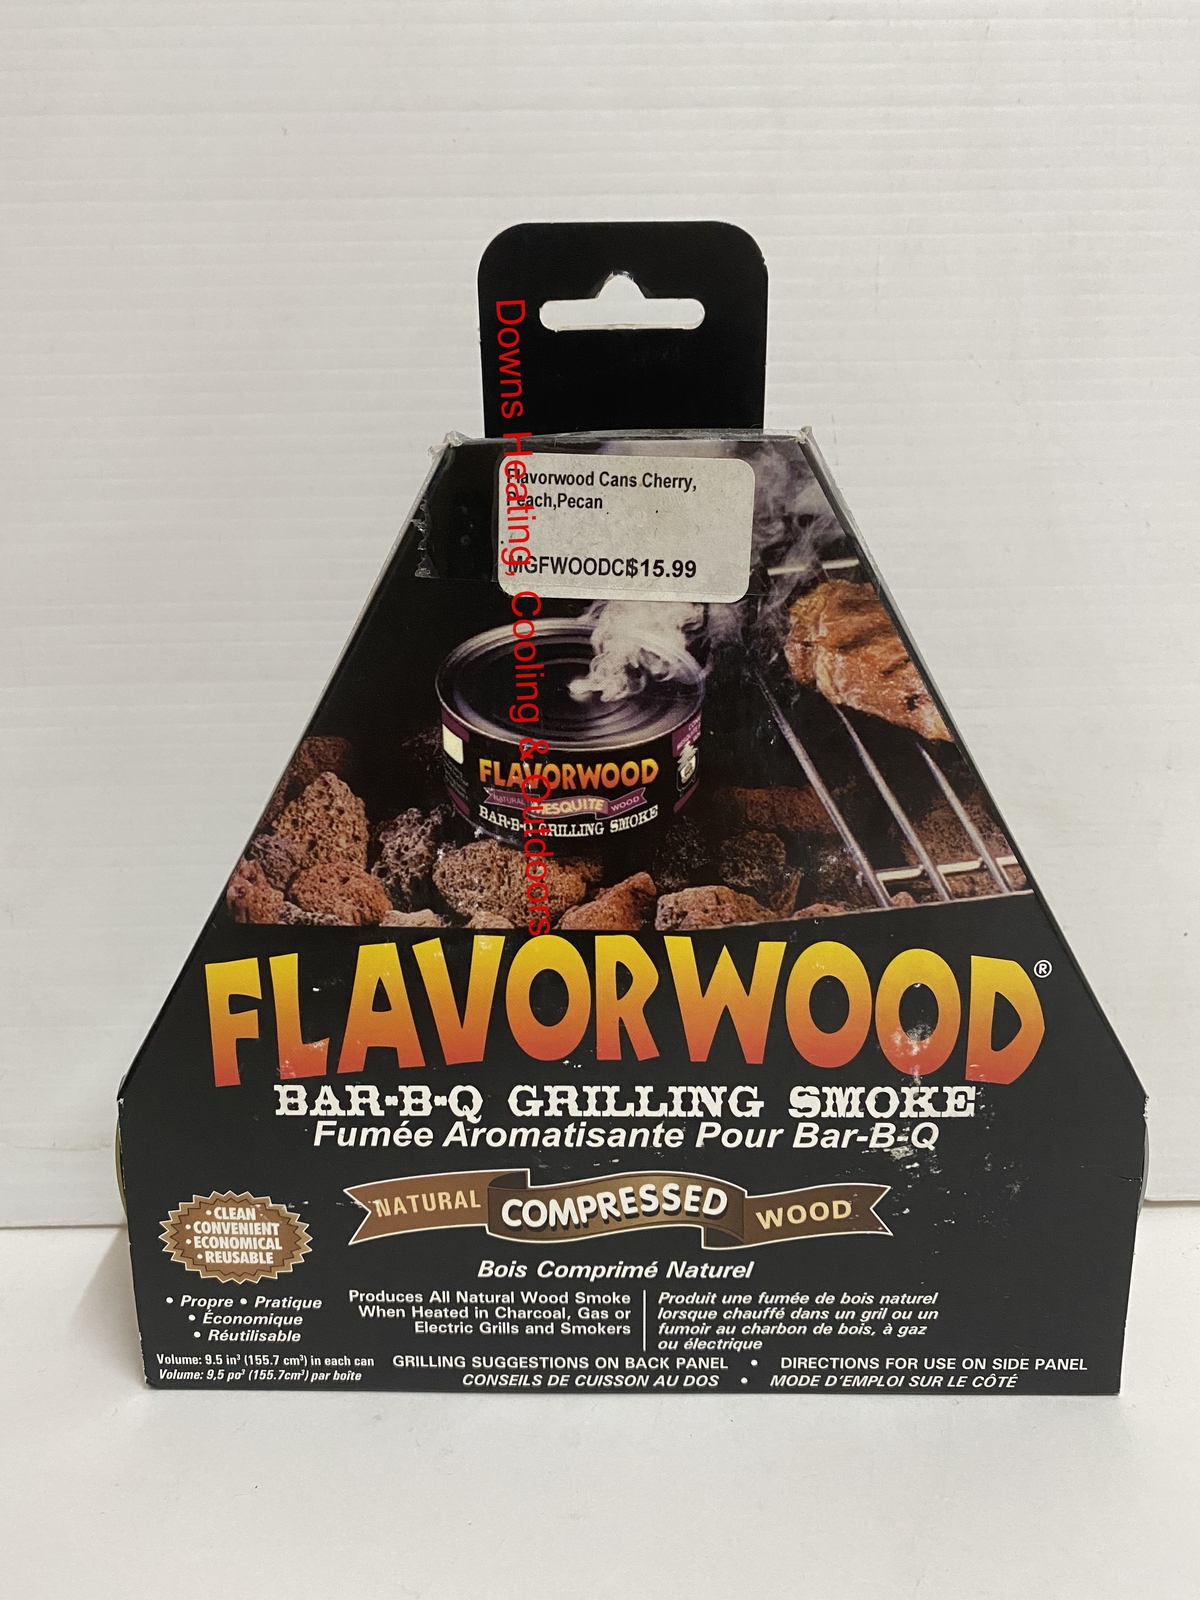 Downs Heating, Cooling & Outdoors
Flavorwood Cans Cherry,
Peach,Pecan
MGFWOODC $15.99
FLAVORWOOD
NATURAL MESQUITE WOOD
BAR-B-Q GRILLING SMOKE
FLAVORWOOD®
BAR-B-Q GRILLING SMOKE
Fumée Aromatisante Pour Bar-B-Q
NATURAL COMPRESSED WOOD
• CLEAN
• CONVENIENT
• ECONOMICAL
• REUSABLE
Bois Comprimé Naturel
• Propre • Pratique
• Économique
• Réutilisable
Produces All Natural Wood Smoke
When Heated in Charcoal, Gas or
Electric Grills and Smokers
Produit une fumée de bois naturel
lorsque chauffé dans un gril ou un
fumoir au charbon de bois, à gaz
ou électrique
Volume: 9.5 in³ (155.7 cm³) in each can
Volume: 9,5 po³ (155.7cm³) par boîte
GRILLING SUGGESTIONS ON BACK PANEL • DIRECTIONS FOR USE ON SIDE PANEL
CONSEILS DE CUISSON AU DOS • MODE D'EMPLOI SUR LE CÔTÉ